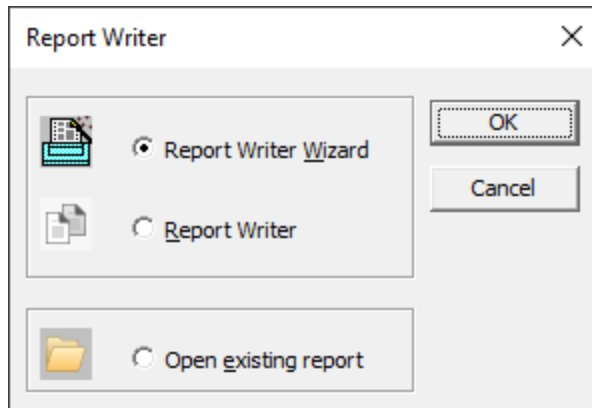 Report Writer
Report Writer Wizard
Report Writer
Open existing report
OK
Cancel